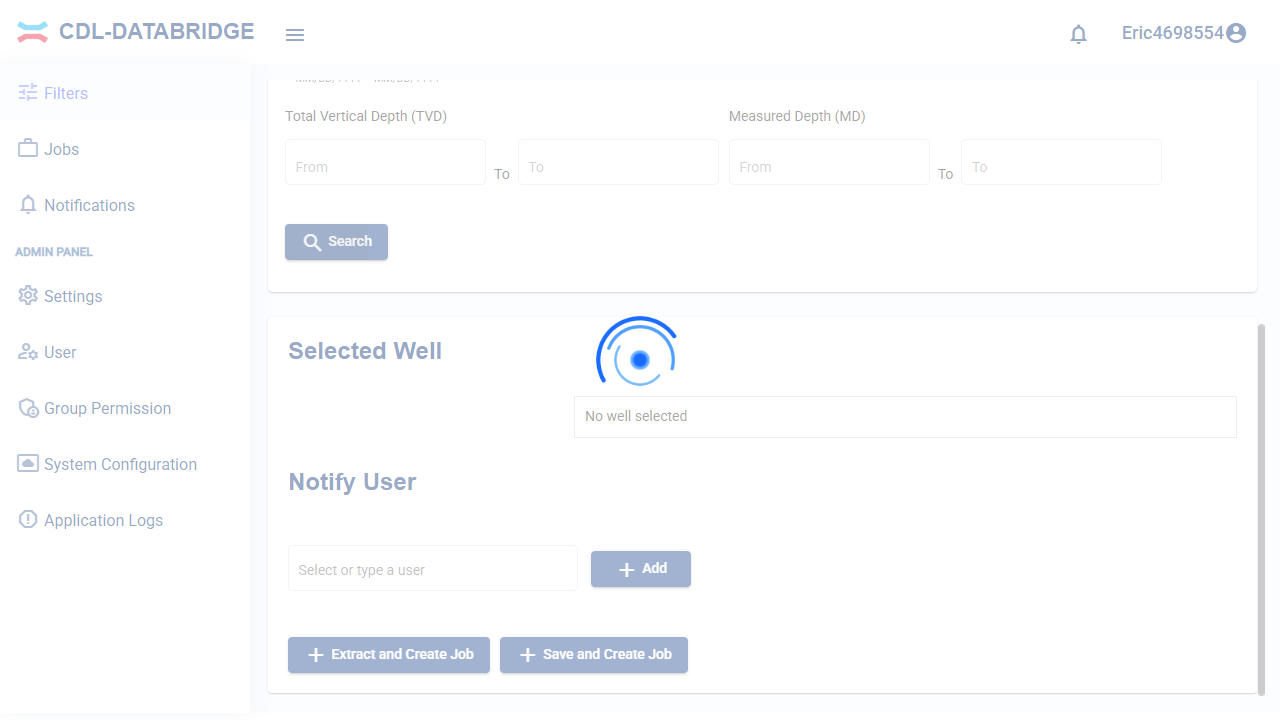 CDL-DATABRIDGE
Eric4698554
Filters
Jobs
Notifications
ADMIN PANEL
Settings
User
Group Permission
System Configuration
Application Logs
Total Vertical Depth (TVD)
Measured Depth (MD)
From
To
To
From
To
To
Search
Selected Well
No well selected
Notify User
Select or type a user
Add
Extract and Create Job
Save and Create Job